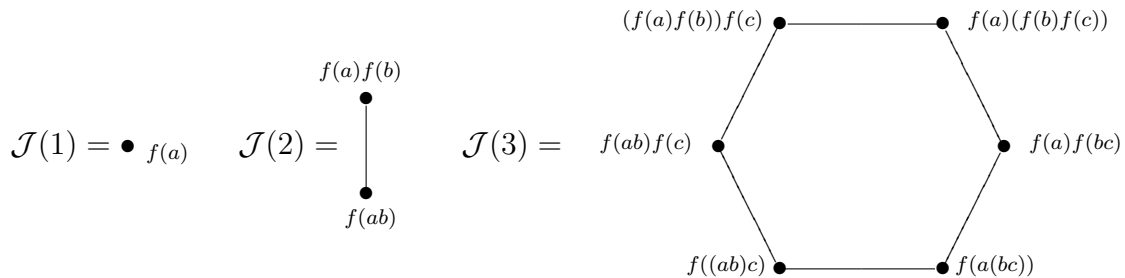 (f(a)f(b))f(c) f(a)(f(b)f(c))
f(a)f(b)
𝒥(1) = • f(a) 𝒥(2) = 𝒥(3) = f(ab)f(c) f(a)f(bc)
f(ab)
f((ab)c) f(a(bc))